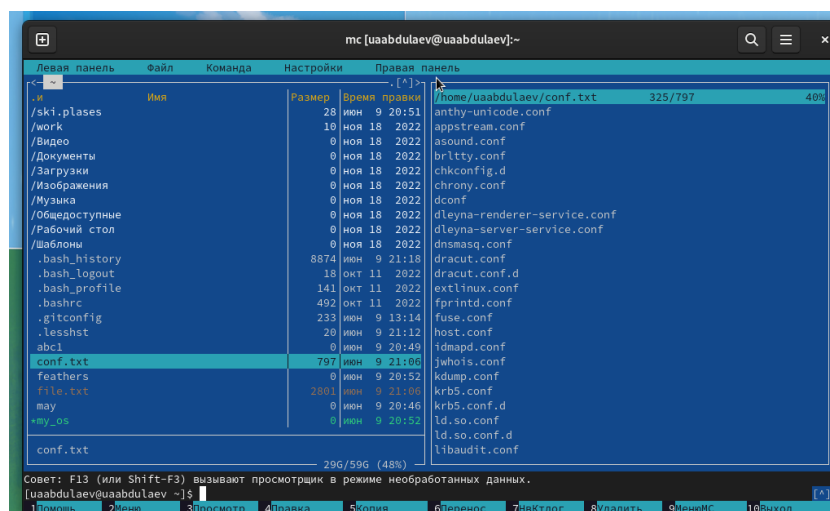 mc [uaabdulaev@uaabdulaev]:~
Левая панель Файл Команда Настройки Правая панель
<— ~ .[^]>
.и Имя Размер Время правки
/ski.plases 28 июн 9 20:51
/work 10 ноя 18 2022
/Видео 0 ноя 18 2022
/Документы 0 ноя 18 2022
/Загрузки 0 ноя 18 2022
/Изображения 0 ноя 18 2022
/Музыка 0 ноя 18 2022
/Общедоступные 0 ноя 18 2022
/Рабочий стол 0 ноя 18 2022
/Шаблоны 0 ноя 18 2022
.bash_history 8874 июн 9 21:18
.bash_logout 18 окт 11 2022
.bash_profile 141 окт 11 2022
.bashrc 492 окт 11 2022
.gitconfig 233 июн 9 13:14
.lesshst 20 июн 9 21:12
abc1 0 июн 9 20:49
conf.txt 797 июн 9 21:06
feathers 0 июн 9 20:52
file.txt 2801 июн 9 21:06
may 0 июн 9 20:46
*my_os 0 июн 9 20:52
conf.txt
29G/59G (48%)
/home/uaabdulaev/conf.txt 325/797 40%
anthy-unicode.conf
appstream.conf
asound.conf
brltty.conf
chkconfig.d
chrony.conf
dconf
dleyna-renderer-service.conf
dleyna-server-service.conf
dnsmasq.conf
dracut.conf
dracut.conf.d
extlinux.conf
fprintd.conf
fuse.conf
host.conf
idmapd.conf
jwhois.conf
kdump.conf
krb5.conf
krb5.conf.d
ld.so.conf
ld.so.conf.d
libaudit.conf
Совет: F13 (или Shift-F3) вызывают просмотрщик в режиме необработанных данных.
[uaabdulaev@uaabdulaev ~]$ [^]
1Помощь 2Меню 3Просмотр 4Правка 5Копия 6Перенос 7НвКтлог 8Удалить 9МенюМС 10Выход